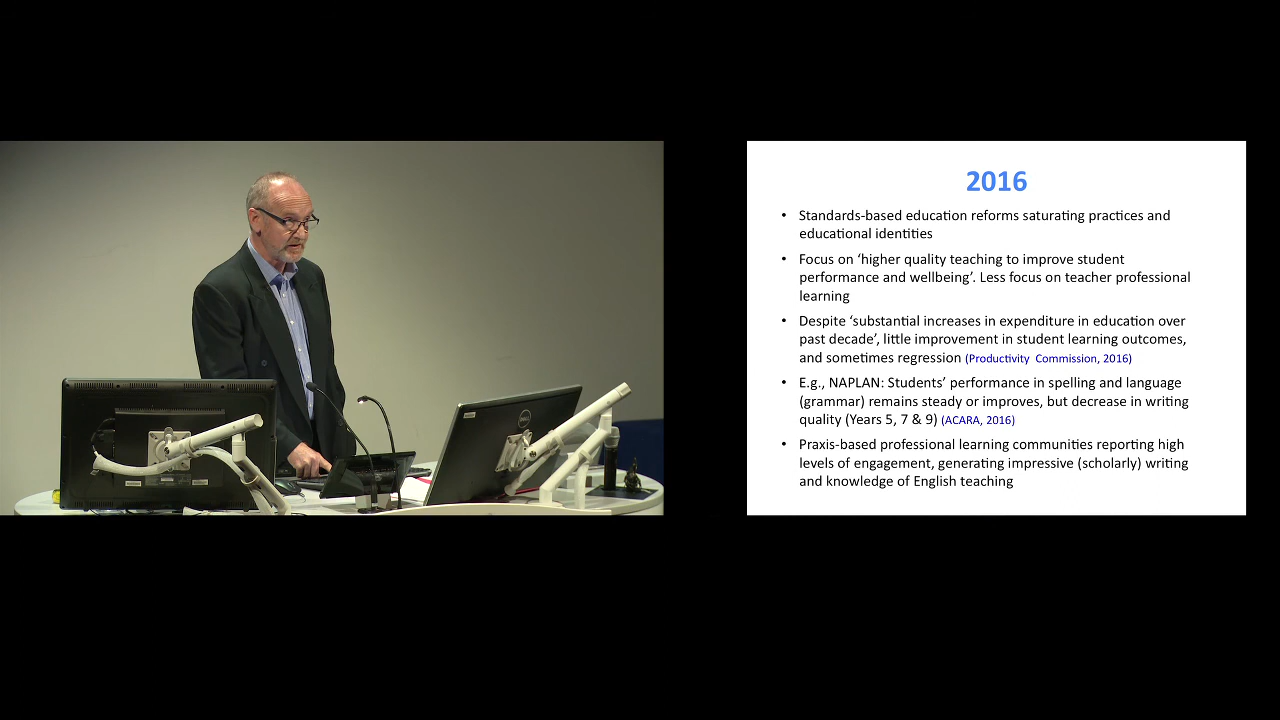 2016
• Standards-based education reforms saturating practices and
educational identities
• Focus on ‘higher quality teaching to improve student
performance and wellbeing’. Less focus on teacher professional
learning
• Despite ‘substantial increases in expenditure in education over
past decade’, little improvement in student learning outcomes,
and sometimes regression (Productivity Commission, 2016)
• E.g., NAPLAN: Students’ performance in spelling and language
(grammar) remains steady or improves, but decrease in writing
quality (Years 5, 7 & 9) (ACARA, 2016)
• Praxis-based professional learning communities reporting high
levels of engagement, generating impressive (scholarly) writing
and knowledge of English teaching